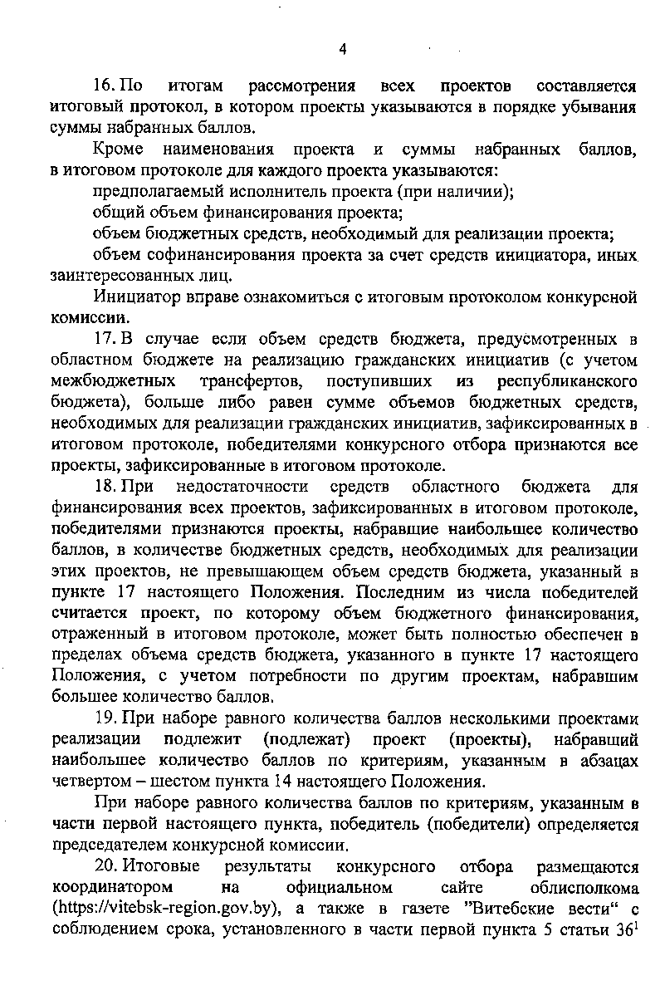 4
16. По итогам рассмотрения всех проектов составляется
итоговый протокол, в котором проекты указываются в порядке убывания
суммы набранных баллов.
Кроме наименования проекта и суммы набранных баллов,
в итоговом протоколе для каждого проекта указываются:
предполагаемый исполнитель проекта (при наличии);
общий объем финансирования проекта;
объем бюджетных средств, необходимый для реализации проекта;
объем софинансирования проекта за счет средств инициатора, иных
заинтересованных лиц.
Инициатор вправе ознакомиться с итоговым протоколом конкурсной
комиссии.
17. В случае если объем средств бюджета, предусмотренных в
областном бюджете на реализацию гражданских инициатив (с учетом
межбюджетных трансфертов, поступивших из республиканского
бюджета), больше либо равен сумме объемов бюджетных средств,
необходимых для реализации гражданских инициатив, зафиксированных в
итоговом протоколе, победителями конкурсного отбора признаются все
проекты, зафиксированные в итоговом протоколе.
18. При недостаточности средств областного бюджета для
финансирования всех проектов, зафиксированных в итоговом протоколе,
победителями признаются проекты, набравшие наибольшее количество
баллов, в количестве бюджетных средств, необходимых для реализации
этих проектов, не превышающем объем средств бюджета, указанный в
пункте 17 настоящего Положения. Последним из числа победителей
считается проект, по которому объем бюджетного финансирования,
отраженный в итоговом протоколе, может быть полностью обеспечен в
пределах объема средств бюджета, указанного в пункте 17 настоящего
Положения, с учетом потребности по другим проектам, набравшим
большее количество баллов.
19. При наборе равного количества баллов несколькими проектами
реализации подлежит (подлежат) проект (проекты), набравший
наибольшее количество баллов по критериям, указанным в абзацах
четвертом – шестом пункта 14 настоящего Положения.
При наборе равного количества баллов по критериям, указанным в
части первой настоящего пункта, победитель (победители) определяется
председателем конкурсной комиссии.
20. Итоговые результаты конкурсного отбора размещаются
координатором на официальном сайте облисполкома
(https://vitebsk-region.gov.by), а также в газете ”Витебские вести“ с
соблюдением срока, установленного в части первой пункта 5 статьи 36¹